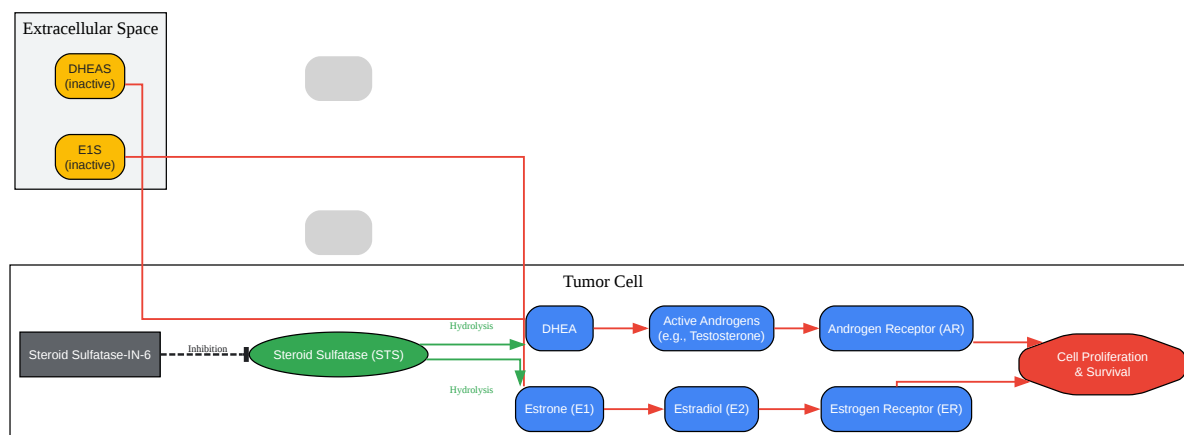 Extracellular Space
DHEAS
(inactive)
E1S
(inactive)
Tumor Cell
Steroid Sulfatase-IN-6
Inhibition
Steroid Sulfatase (STS)
Hydrolysis
Hydrolysis
DHEA
Active Androgens
(e.g., Testosterone)
Androgen Receptor (AR)
Estrone (E1)
Estradiol (E2)
Estrogen Receptor (ER)
Cell Proliferation
& Survival